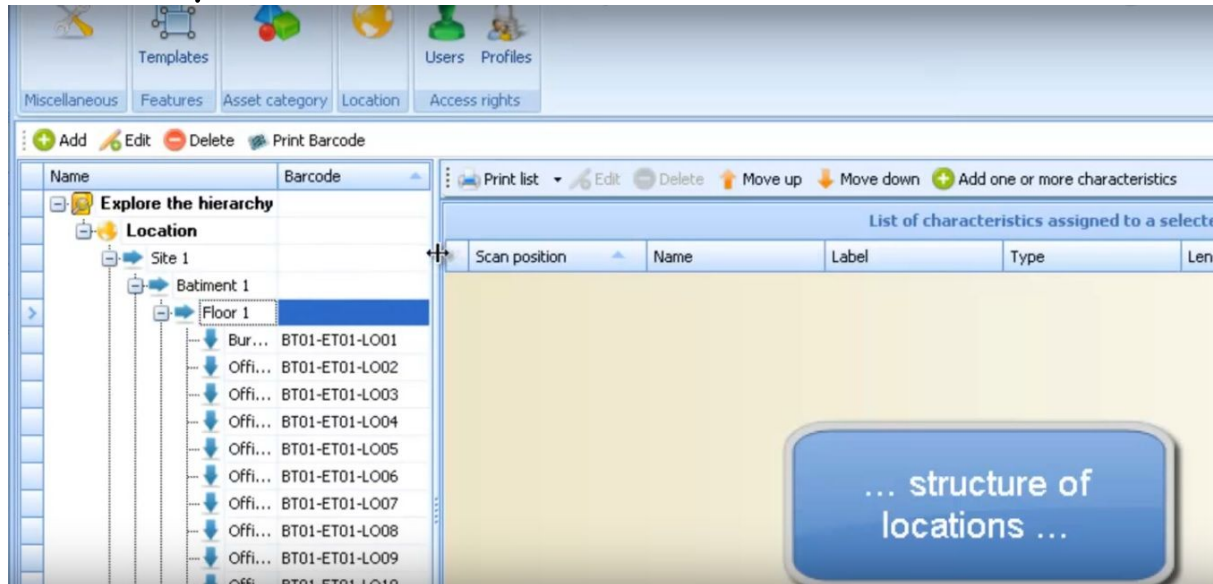 Templates
Users Profiles
Miscellaneous Features Asset category Location Access rights
Add Edit Delete Print Barcode
Name Barcode
Print list Edit Delete Move up Move down Add one or more characteristics
Explore the hierarchy
List of characteristics assigned to a selecte
Location
Scan position Name Label Type Len
Site 1
Batiment 1
Floor 1
Bur... BT01-ET01-LO01
Offi... BT01-ET01-LO02
Offi... BT01-ET01-LO03
Offi... BT01-ET01-LO04
Offi... BT01-ET01-LO05
Offi... BT01-ET01-LO06
Offi... BT01-ET01-LO07
Offi... BT01-ET01-LO08
Offi... BT01-ET01-LO09
... structure of
locations ...